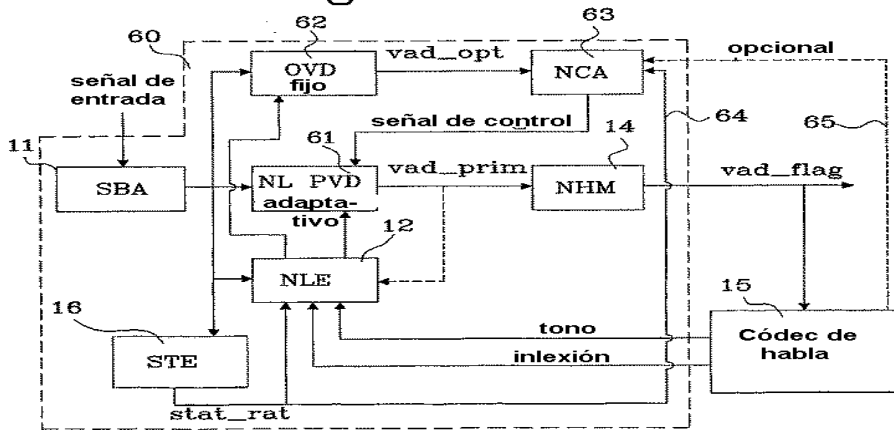 62
63
60
OVD
fijo
vad_opt
NCA
opcional
señal de
entrada
señal de control
64
65
11
SBA
61
NL PVD
adapta-
tivo
vad_prim
14
NHM
vad_flag
12
NLE
16
STE
15
Códec de
habla
tono
inlexión
stat_rat